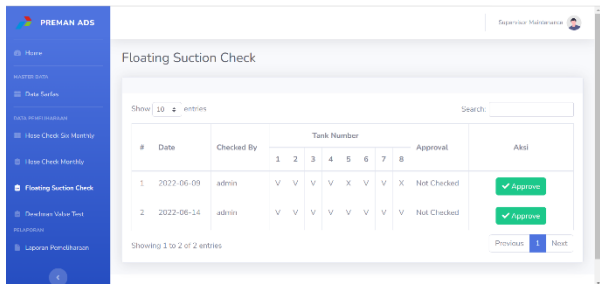 PREMAN ADS
Supervisor Maintenance
Home
MASTER DATA
Data Sarfas
DATA PEMELIHARAAN
Hose Check Six Monthly
Hose Check Monthly
Floating Suction Check
Deadman Valve Test
PELAPORAN
Laporan Pemeliharaan
Floating Suction Check
Show 10 entries
Search:
# Date Checked By Tank Number Approval Aksi
1 2 3 4 5 6 7 8
1 2022-06-09 admin V V V V X V V X Not Checked Approve
2 2022-06-14 admin V V V V V V V V Not Checked Approve
Showing 1 to 2 of 2 entries
Previous 1 Next